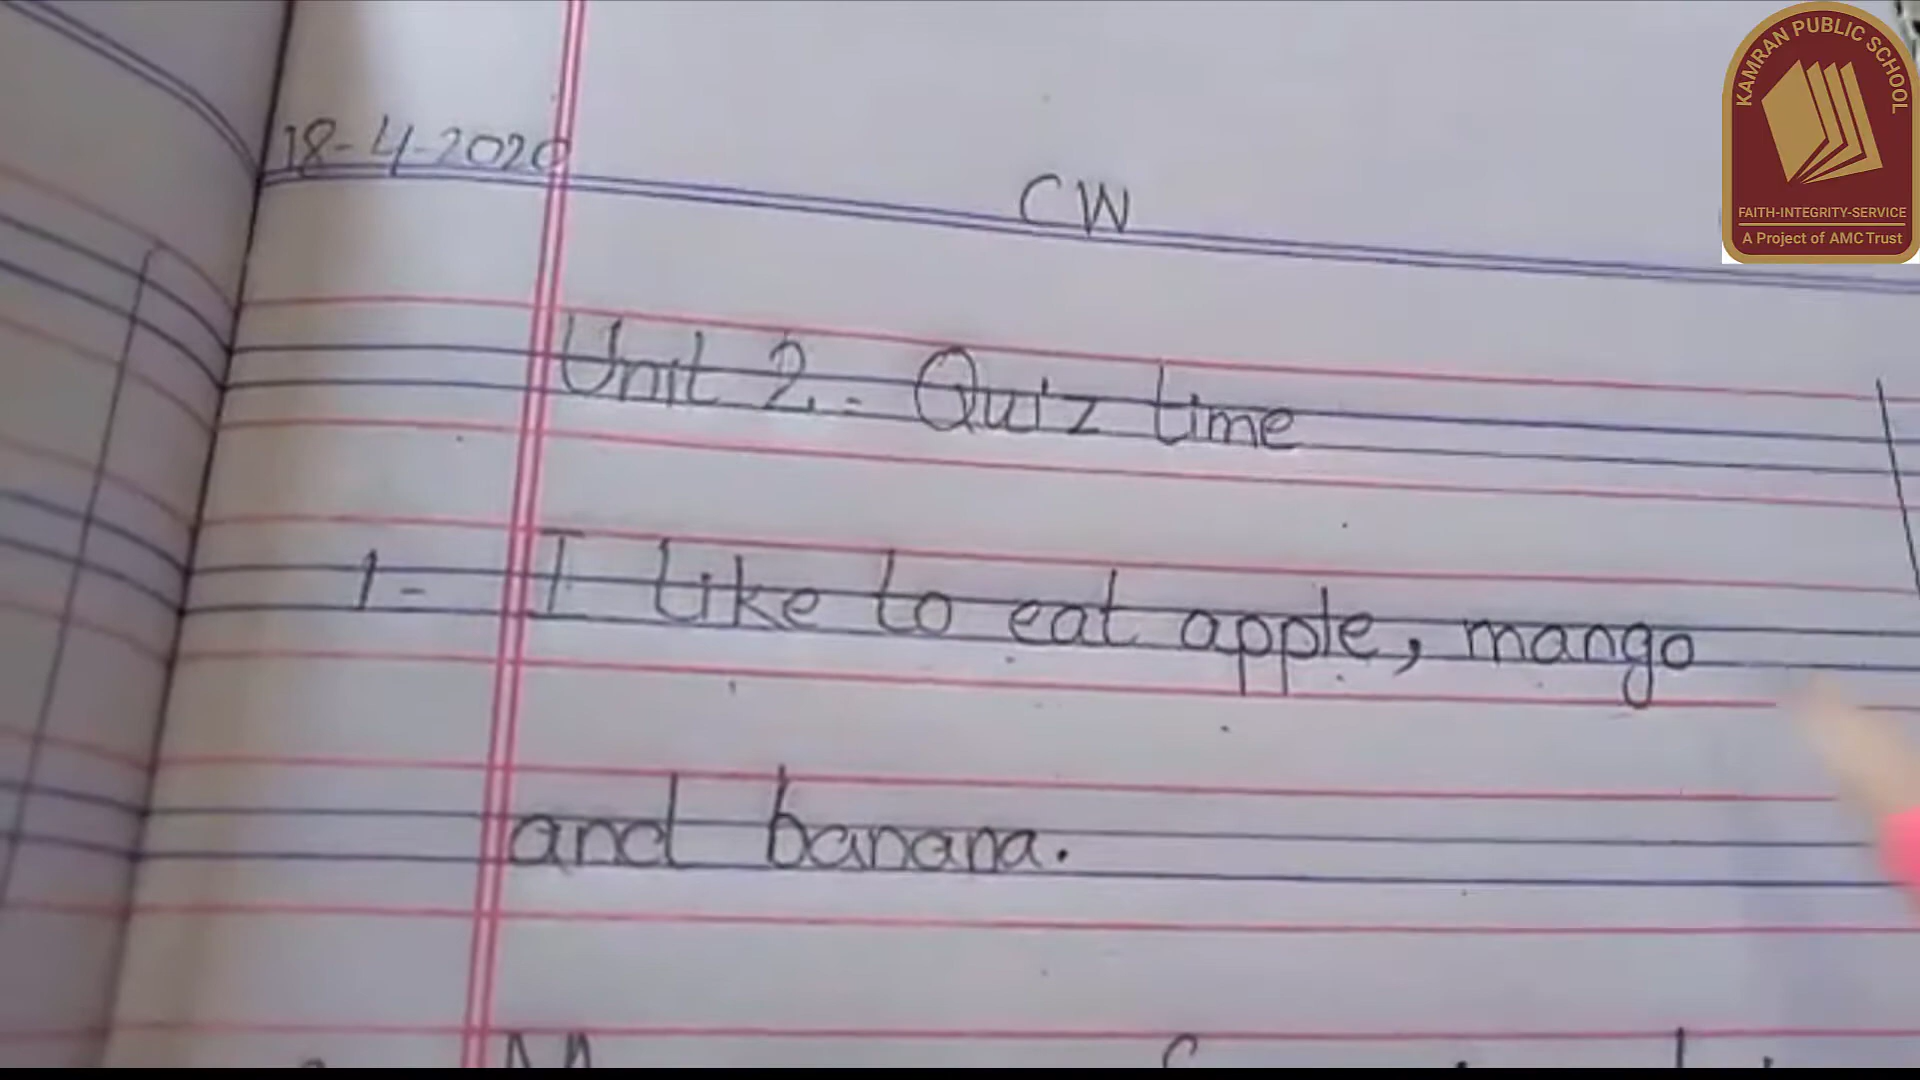 KAMRAN PUBLIC SCHOOL
FAITH-INTEGRITY-SERVICE
A Project of AMC Trust
18-4-2020
CW
Unit 2.- Quiz time
1- I like to eat apple, mango
and banana.